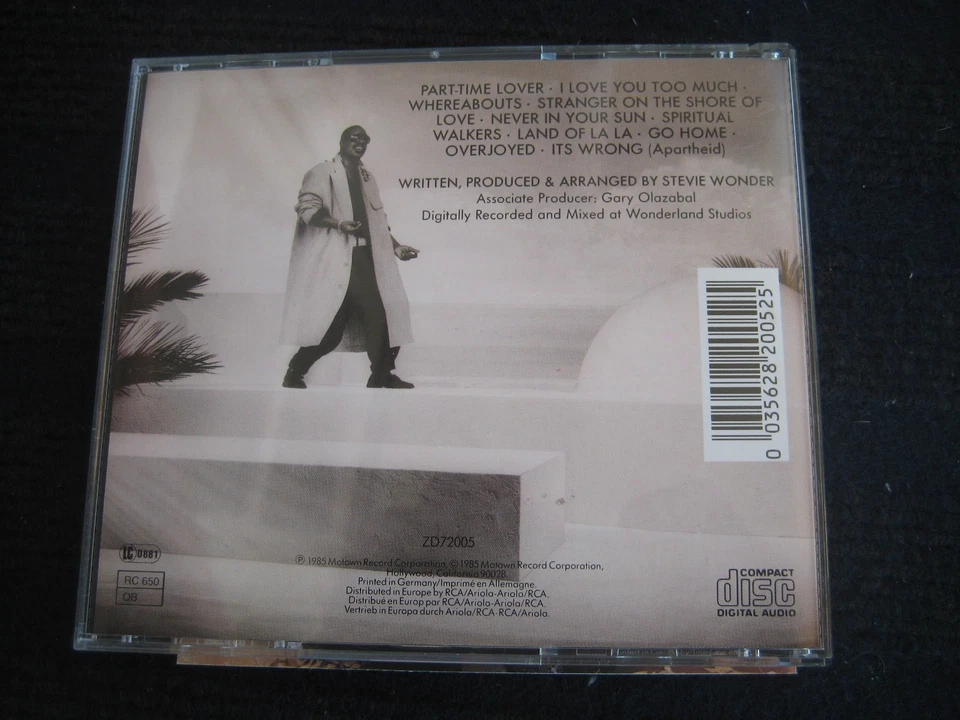 PART-TIME LOVER · I LOVE YOU TOO MUCH ·
WHEREABOUTS · STRANGER ON THE SHORE OF
LOVE · NEVER IN YOUR SUN · SPIRITUAL
WALKERS · LAND OF LA LA · GO HOME ·
OVERJOYED · ITS WRONG (Apartheid)
WRITTEN, PRODUCED & ARRANGED BY STEVIE WONDER
Associate Producer: Gary Olazabal
Digitally Recorded and Mixed at Wonderland Studios
0 035628 200525
ZD72005
LC 0881
RC 650
OB
℗ 1985 Motown Record Corporation, © 1985 Motown Record Corporation,
Hollywood, California 90028.
Printed in Germany/Imprimé en Allemagne.
Distributed in Europe by RCA/Ariola-Ariola/RCA.
Distribué en Europ par RCA/Ariola-Ariola/RCA.
Vertrieb in Europa durch Ariola/RCA-RCA/Ariola.
COMPACT
disc
DIGITAL AUDIO